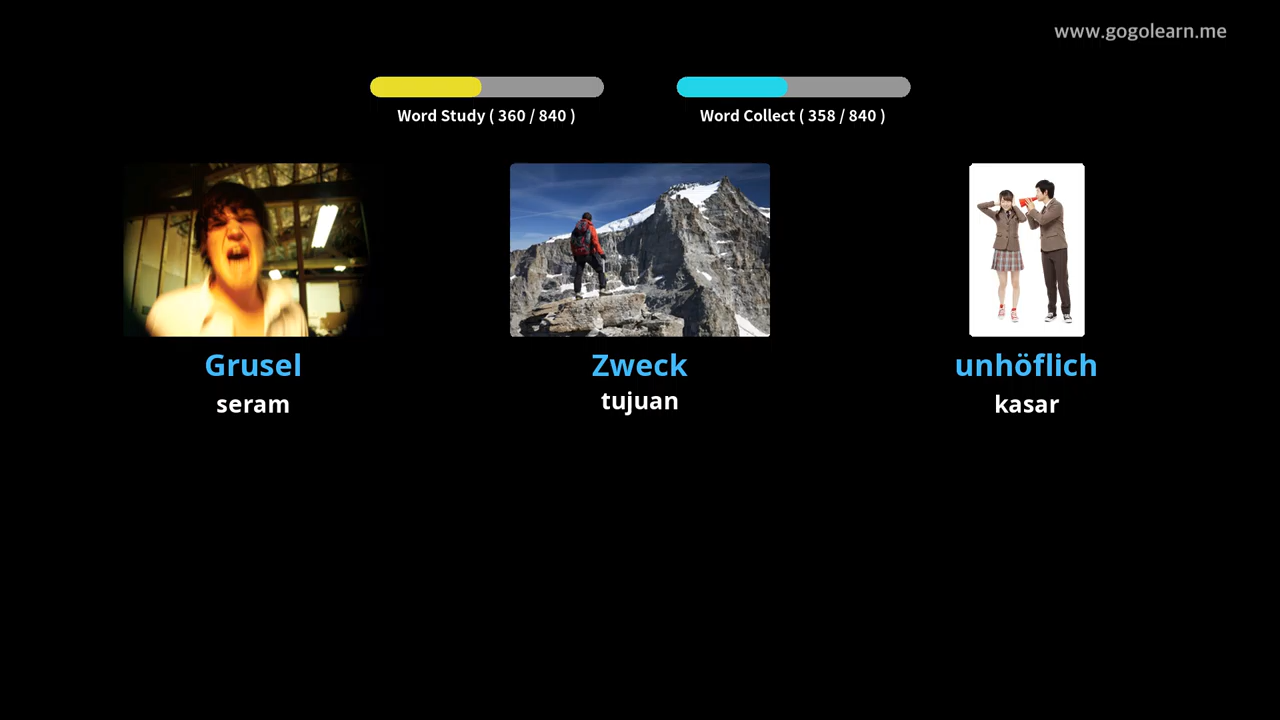 www.gogolearn.me
Word Study ( 360 / 840 )
Word Collect ( 358 / 840 )
Grusel
seram
Zweck
tujuan
unhöflich
kasar